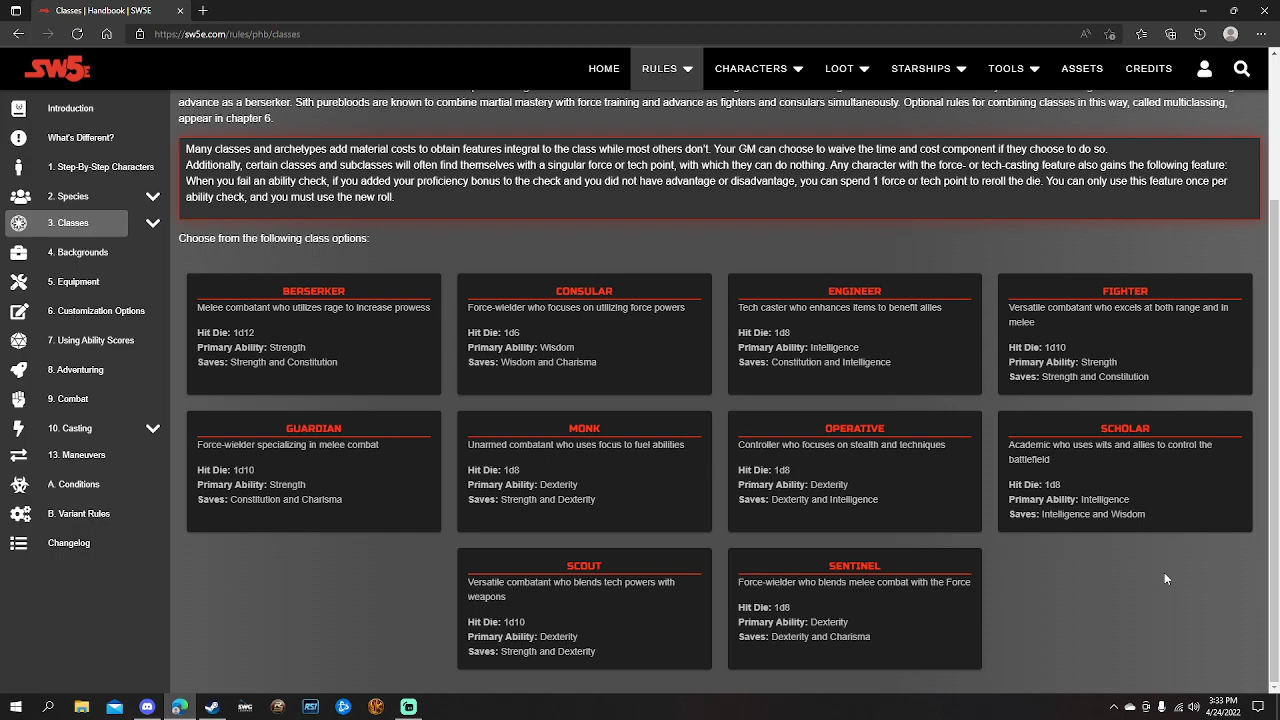 Classes | Handbook | SW5E
https://sw5e.com/rules/phb/classes
SW5E
HOME
RULES
CHARACTERS
LOOT
STARSHIPS
TOOLS
ASSETS
CREDITS
Introduction
What's Different?
1. Step-By-Step Characters
2. Species
3. Classes
4. Backgrounds
5. Equipment
6. Customization Options
7. Using Ability Scores
8. Adventuring
9. Combat
10. Casting
13. Maneuvers
A. Conditions
B. Variant Rules
Changelog
advance as a berserker. Sith purebloods are known to combine martial mastery with force training and advance as fighters and consulars simultaneously. Optional rules for combining classes in this way, called multiclassing,
appear in chapter 6.
Many classes and archetypes add material costs to obtain features integral to the class while most others don't. Your GM can choose to waive the time and cost component if they choose to do so.
Additionally, certain classes and subclasses will often find themselves with a singular force or tech point, with which they can do nothing. Any character with the force- or tech-casting feature also gains the following feature:
When you fail an ability check, if you added your proficiency bonus to the check and you did not have advantage or disadvantage, you can spend 1 force or tech point to reroll the die. You can only use this feature once per
ability check, and you must use the new roll.
Choose from the following class options:
BERSERKER
Melee combatant who utilizes rage to increase prowess
Hit Die: 1d12
Primary Ability: Strength
Saves: Strength and Constitution
CONSULAR
Force-wielder who focuses on utilizing force powers
Hit Die: 1d6
Primary Ability: Wisdom
Saves: Wisdom and Charisma
ENGINEER
Tech caster who enhances items to benefit allies
Hit Die: 1d8
Primary Ability: Intelligence
Saves: Constitution and Intelligence
FIGHTER
Versatile combatant who excels at both range and in
melee
Hit Die: 1d10
Primary Ability: Strength
Saves: Strength and Constitution
GUARDIAN
Force-wielder specializing in melee combat
Hit Die: 1d10
Primary Ability: Strength
Saves: Constitution and Charisma
MONK
Unarmed combatant who uses focus to fuel abilities
Hit Die: 1d8
Primary Ability: Dexterity
Saves: Strength and Dexterity
OPERATIVE
Controller who focuses on stealth and techniques
Hit Die: 1d8
Primary Ability: Dexterity
Saves: Dexterity and Intelligence
SCHOLAR
Academic who uses wits and allies to control the
battlefield
Hit Die: 1d8
Primary Ability: Intelligence
Saves: Intelligence and Wisdom
SCOUT
Versatile combatant who blends tech powers with
weapons
Hit Die: 1d10
Primary Ability: Dexterity
Saves: Strength and Dexterity
SENTINEL
Force-wielder who blends melee combat with the Force
Hit Die: 1d8
Primary Ability: Dexterity
Saves: Dexterity and Charisma
SWG
RSI
3:33 PM
4/24/2022